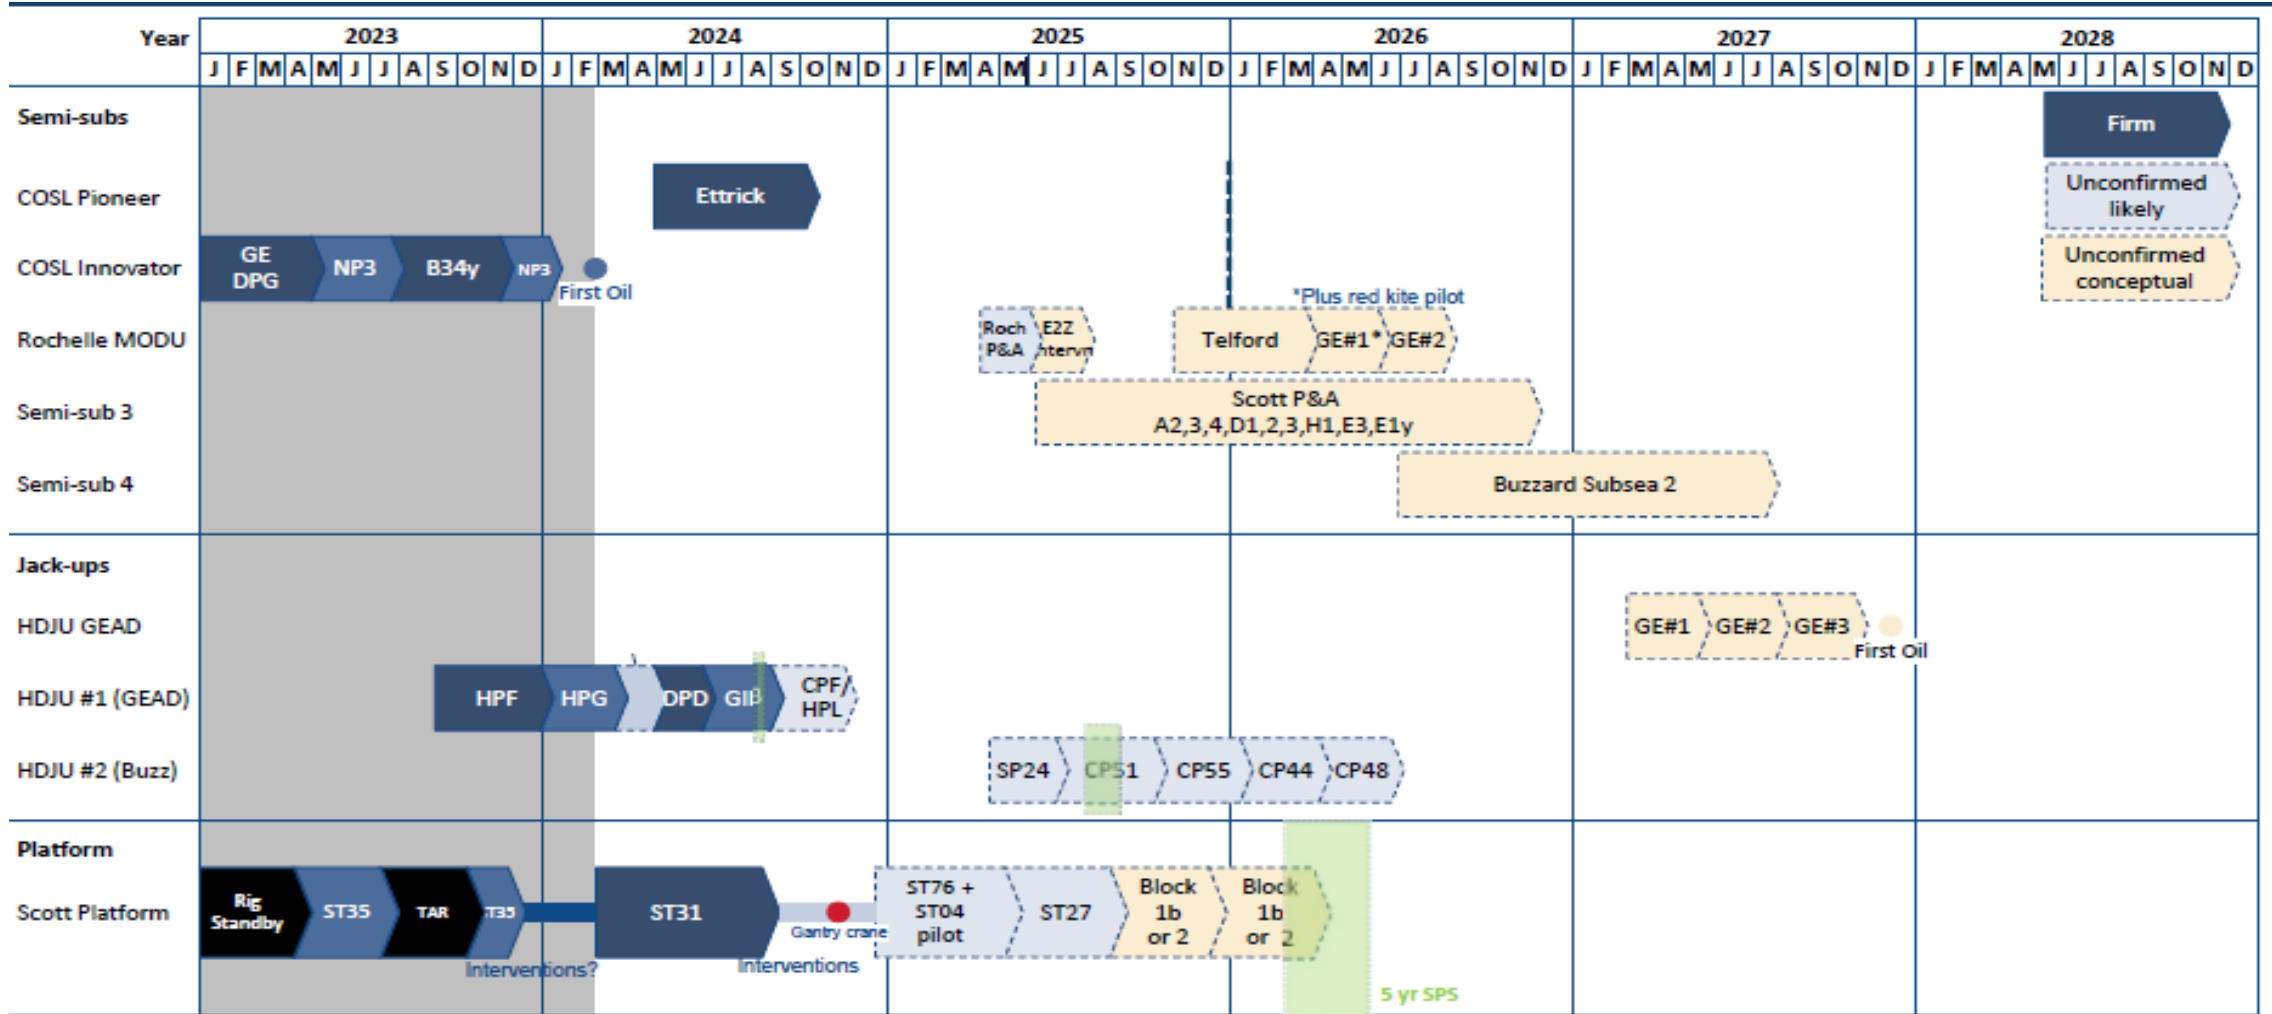 Year 2023 2024 2025 2026 2027 2028
J F M A M J J A S O N D J F M A M J J A S O N D J F M A M J J A S O N D J F M A M J J A S O N D J F M A M J J A S O N D J F M A M J J A S O N D
Semi-subs
Firm
COSL Pioneer
Ettrick
Unconfirmed
likely
COSL Innovator
GE
DPG
NP3
B34y
NP3
First Oil
Unconfirmed
conceptual
*Plus red kite pilot
Rochelle MODU
Roch
P&A
E2Z
Telford
GE#1*
GE#2
Semi-sub 3
Scott P&A
A2,3,4,D1,2,3,H1,E3,E1y
Semi-sub 4
Buzzard Subsea 2
Jack-ups
HDJU GEAD
GE#1
GE#2
GE#3
First Oil
HDJU #1 (GEAD)
HPF
HPG
DPD
CPF/
HPL
HDJU #2 (Buzz)
SP24
CP51
CP55
CP44
CP48
Platform
Scott Platform
Rig
Standby
ST35
TAR
ST35
Interventions?
ST31
Gantry crane
Interventions
ST76 +
ST04
pilot
ST27
Block
1b
or 2
Block
1b
or 2
5 yr SPS